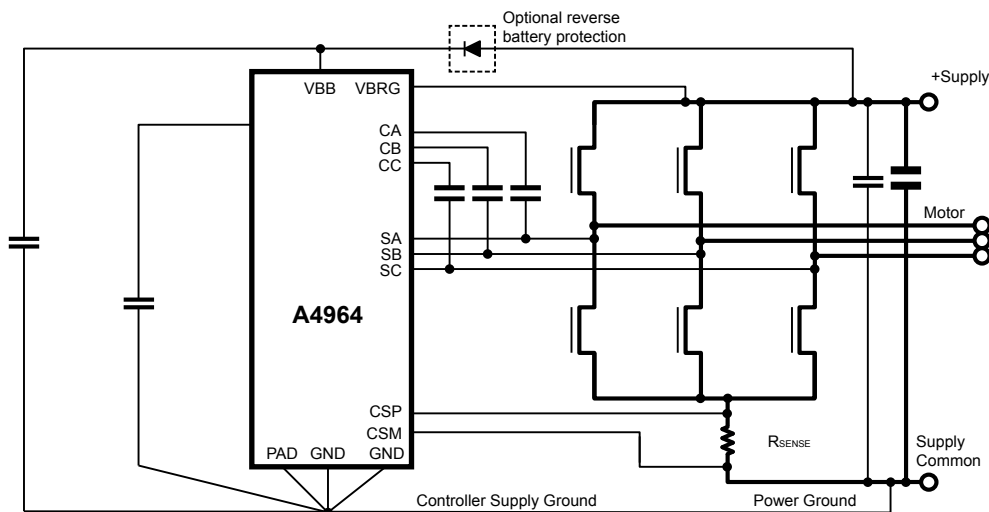 Optional reverse
battery protection
+Supply
VBB
VBRG
CA
CB
CC
Motor
SA
SB
SC
A4964
CSP
CSM
RSENSE
Supply
Common
PAD
GND
GND
Controller Supply Ground
Power Ground